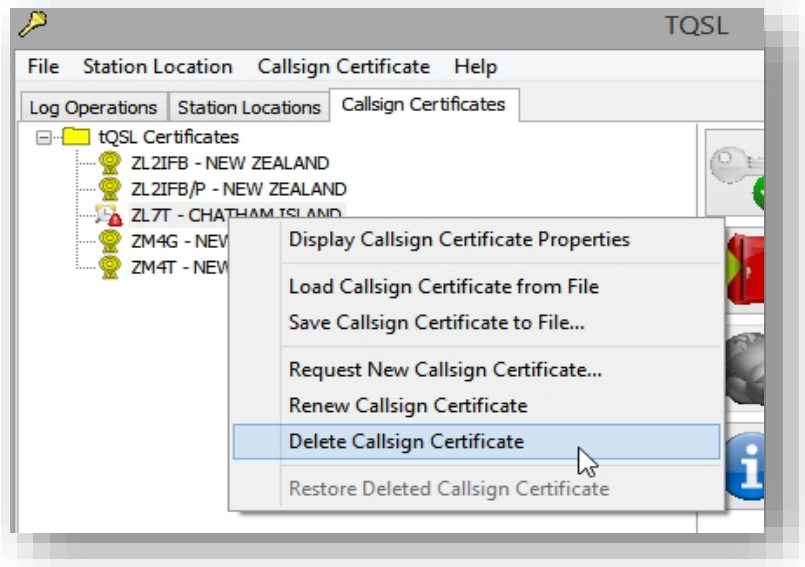 TQSL
File Station Location Callsign Certificate Help
Log Operations Station Locations Callsign Certificates
tQSL Certificates
ZL2IFB - NEW ZEALAND
ZL2IFB/P - NEW ZEALAND
ZL7T - CHATHAM ISLAND
ZM4G - NEW
ZM4T - NEW
Display Callsign Certificate Properties
Load Callsign Certificate from File
Save Callsign Certificate to File...
Request New Callsign Certificate...
Renew Callsign Certificate
Delete Callsign Certificate
Restore Deleted Callsign Certificate